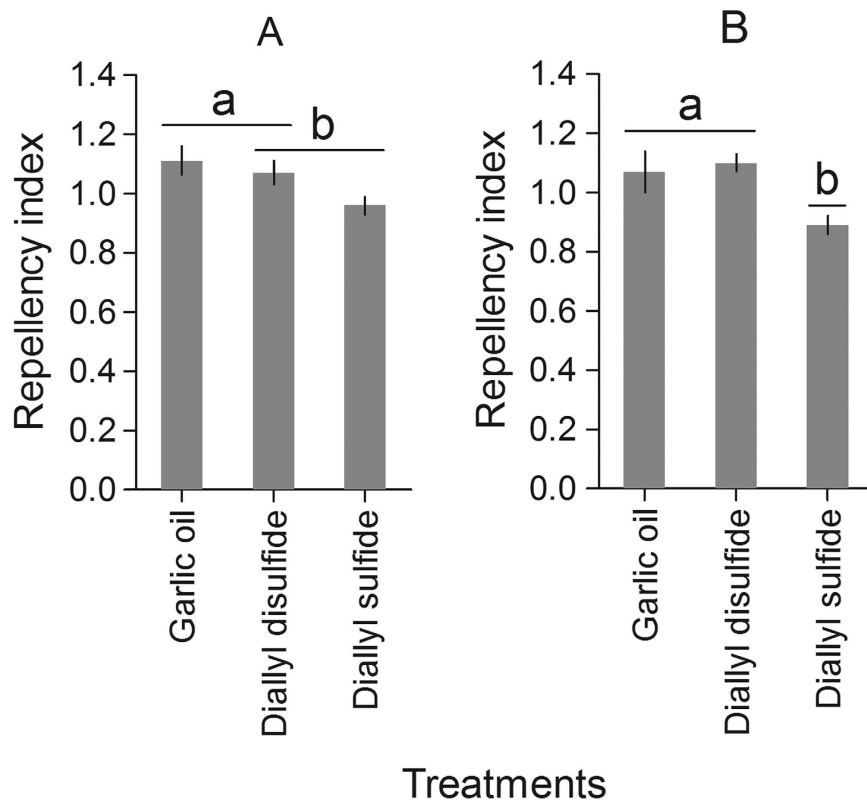 A
Repellency index
1.4
1.2
1.0
0.8
0.6
0.4
0.2
0.0
a
b
Garlic oil
Diallyl disulfide
Diallyl sulfide
B
Repellency index
1.4
1.2
1.0
0.8
0.6
0.4
0.2
0.0
a
b
Garlic oil
Diallyl disulfide
Diallyl sulfide
Treatments